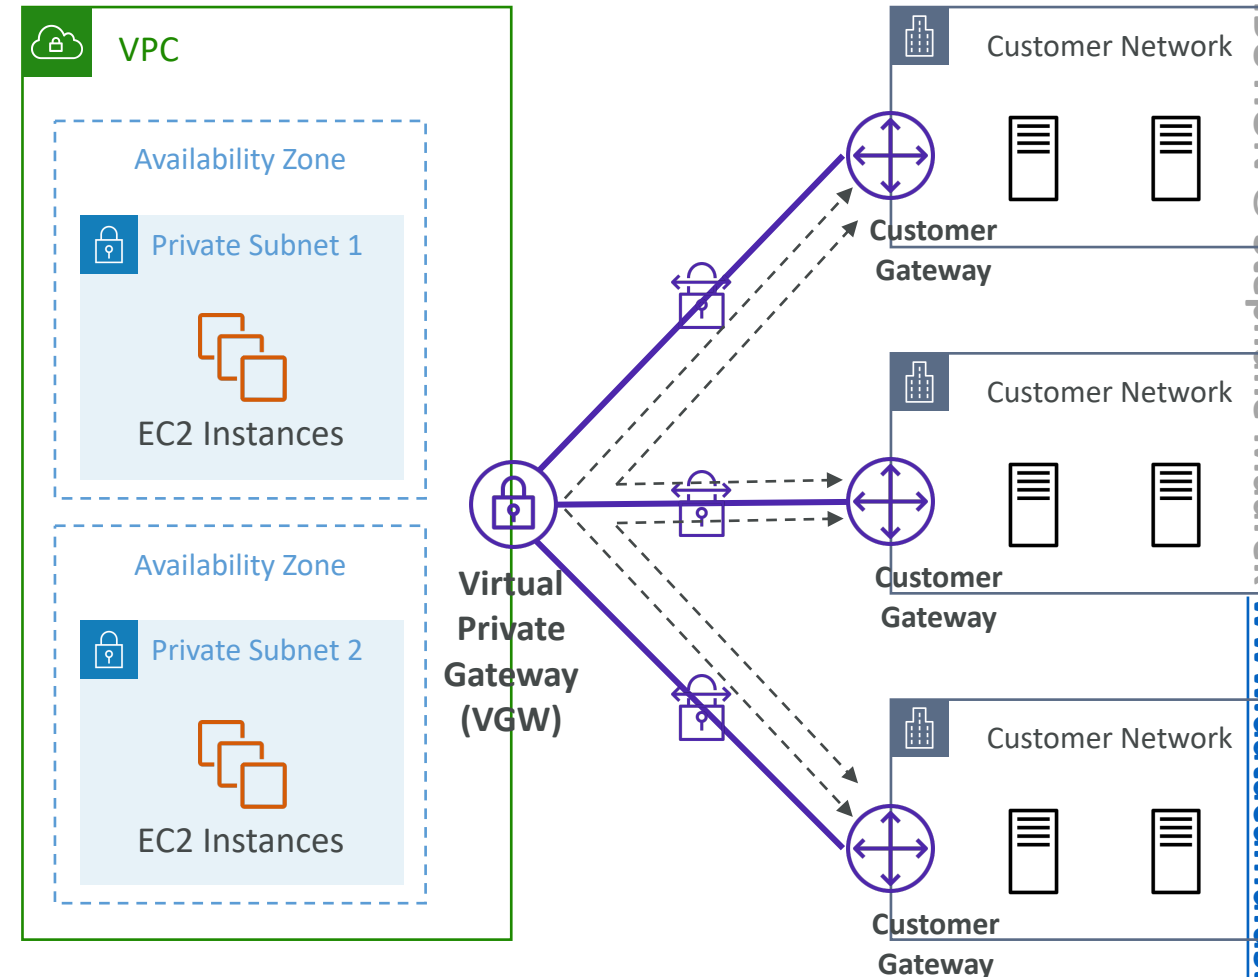 VPC
Availability Zone
Private Subnet 1
EC2 Instances
Availability Zone
Private Subnet 2
EC2 Instances
Virtual
Private
Gateway
(VGW)
Customer Network
Customer
Gateway
Customer Network
Customer
Gateway
Customer Network
Customer
Gateway